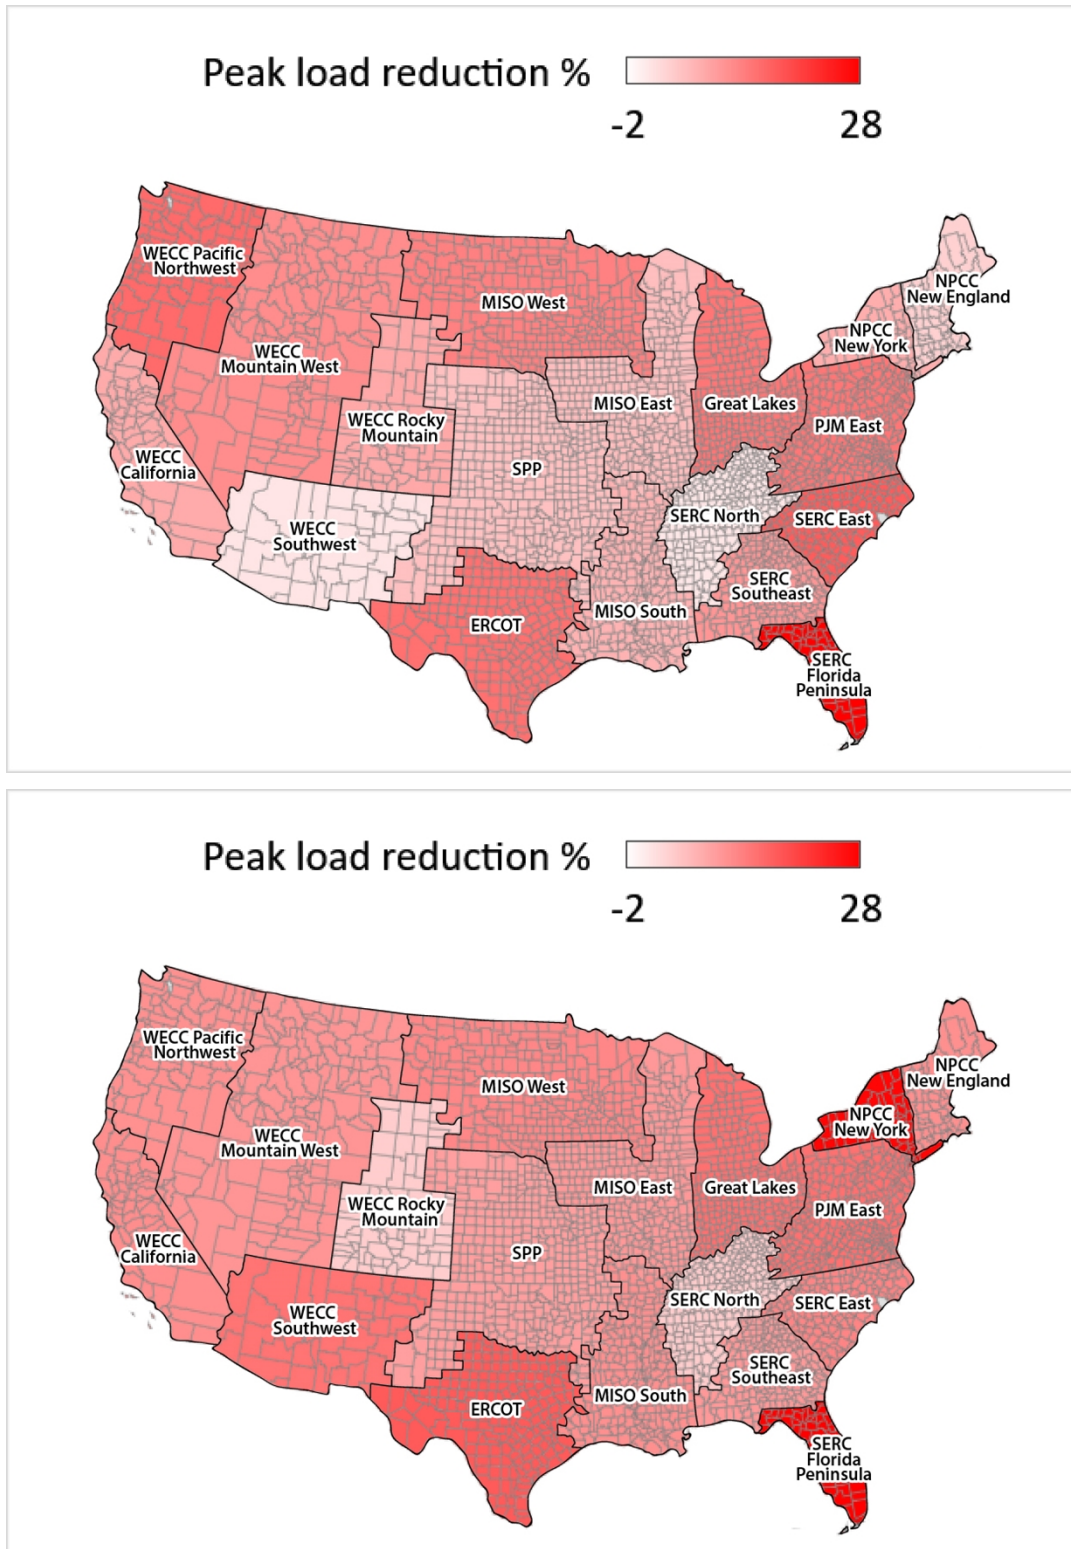 Peak load reduction %
-2
28
WECC Pacific
Northwest
MISO West
NPCC
New England
NPCC
New York
WECC
Mountain West
MISO East
Great Lakes
WECC Rocky
Mountain
PJM East
WECC
California
SPP
SERC North
SERC East
WECC
Southwest
SERC
Southeast
MISO South
ERCOT
SERC
Florida
Peninsula
Peak load reduction %
-2
28
WECC Pacific
Northwest
MISO West
NPCC
New England
NPCC
New York
WECC
Mountain West
MISO East
Great Lakes
WECC Rocky
Mountain
PJM East
WECC
California
SPP
SERC North
SERC East
WECC
Southwest
SERC
Southeast
MISO South
ERCOT
SERC
Florida
Peninsula